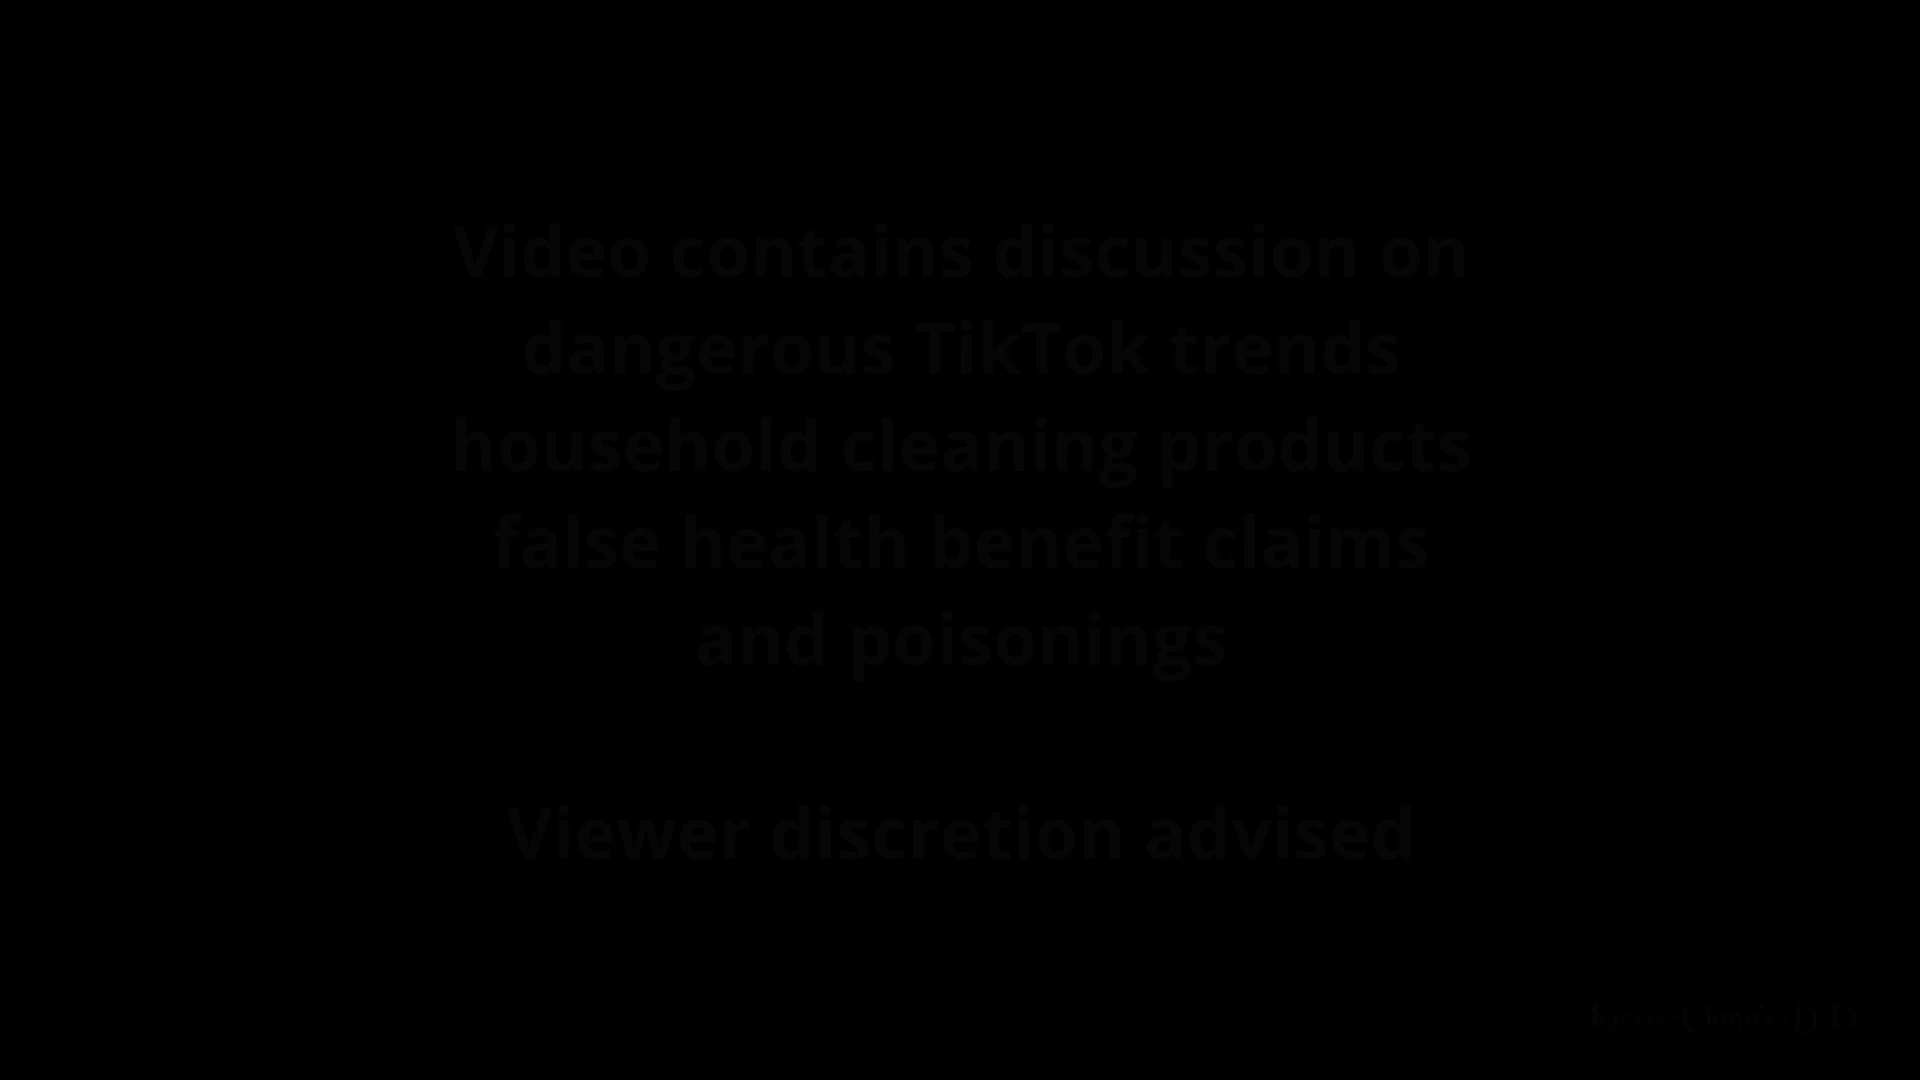 Video contains discussion on
dangerous TikTok trends
household cleaning products
false health benefit claims
and poisonings
Viewer discretion advised